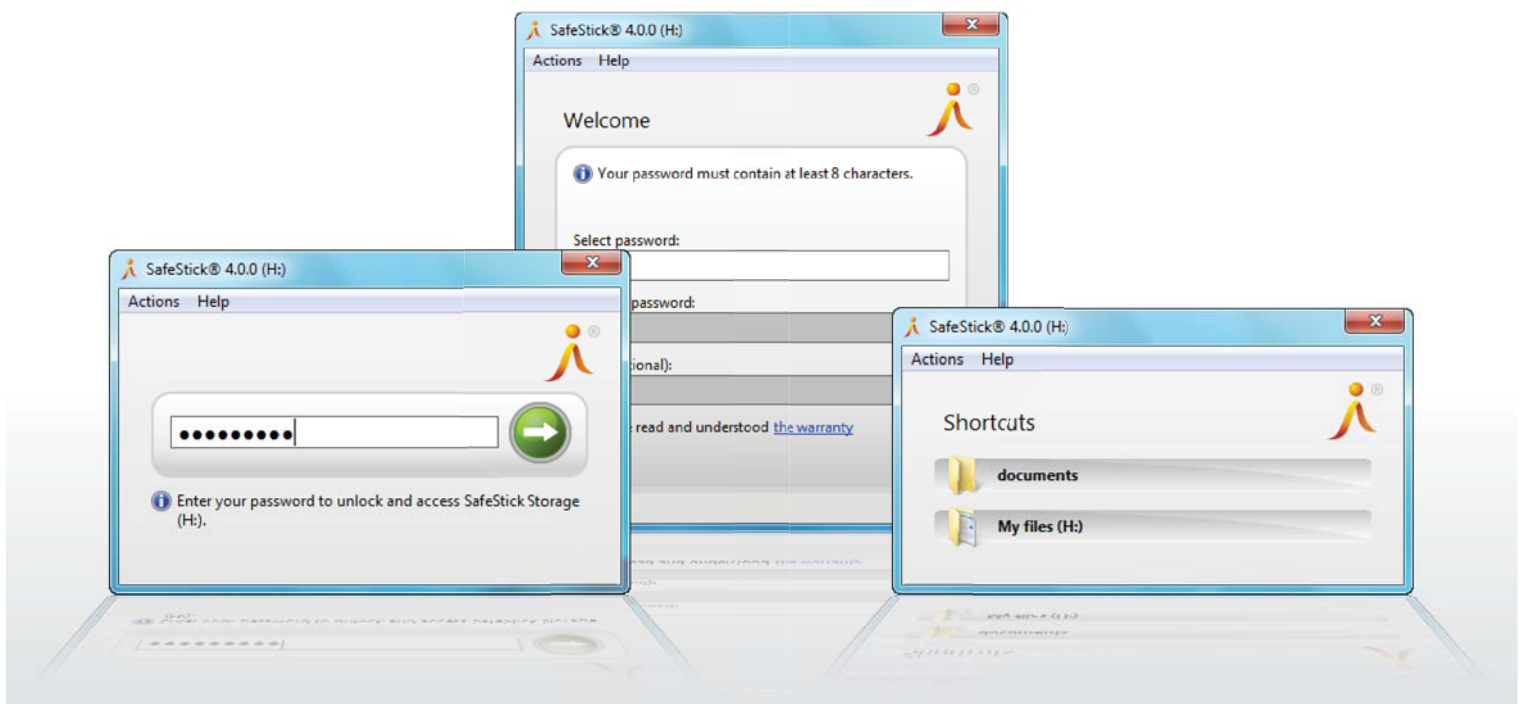 SafeStick® 4.0.0 (H:)
Actions Help
®
Welcome
Your password must contain at least 8 characters.
Select password:
password:
ional):
read and understood the warranty
SafeStick® 4.0.0 (H:)
Actions Help
®
•••••••••
Enter your password to unlock and access SafeStick Storage
(H:).
SafeStick® 4.0.0 (H:)
Actions Help
®
Shortcuts
documents
My files (H:)